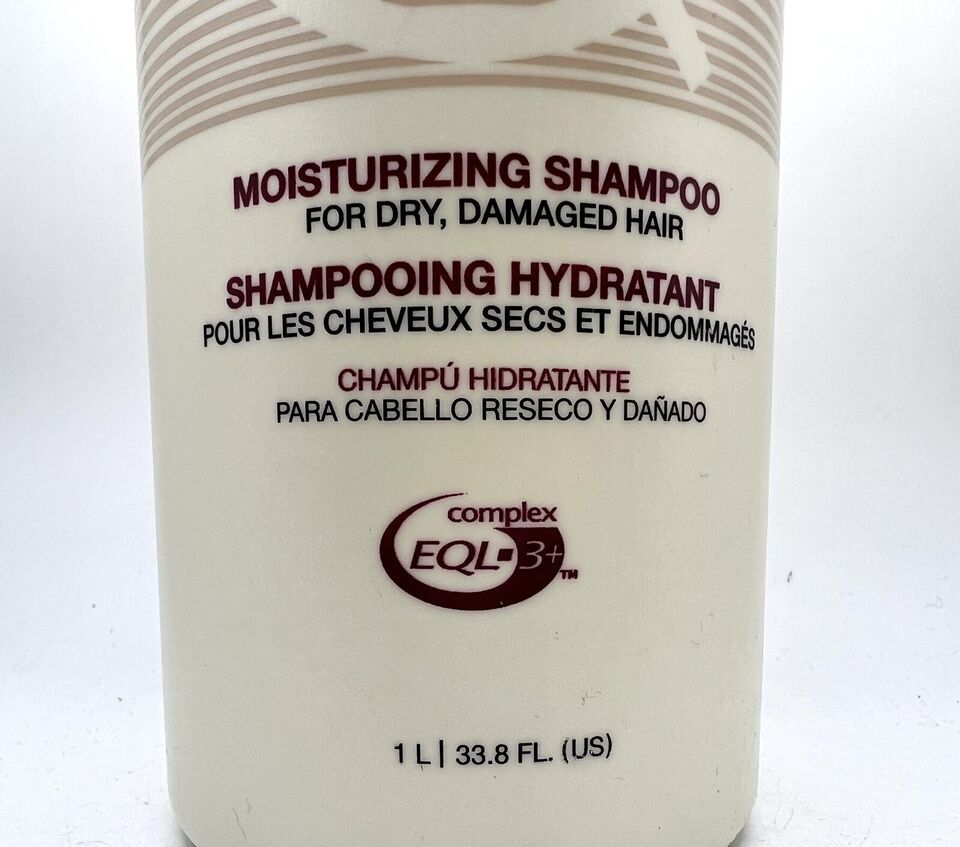 MOISTURIZING SHAMPOO
FOR DRY, DAMAGED HAIR
SHAMPOOING HYDRATANT
POUR LES CHEVEUX SECS ET ENDOMMAGÉS
CHAMPÚ HIDRATANTE
PARA CABELLO RESECO Y DAÑADO
complex
EQL▪3+™
1 L | 33.8 FL. (US)